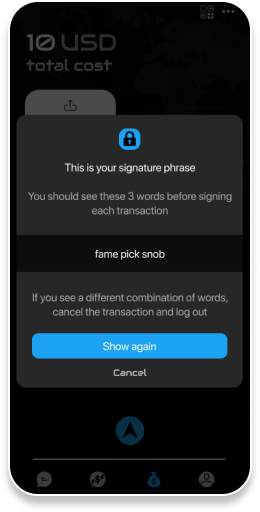 10 USD
total cost
This is your signature phrase
You should see these 3 words before signing
each transaction
fame pick snob
If you see a different combination of words,
cancel the transaction and log out
Show again
Cancel